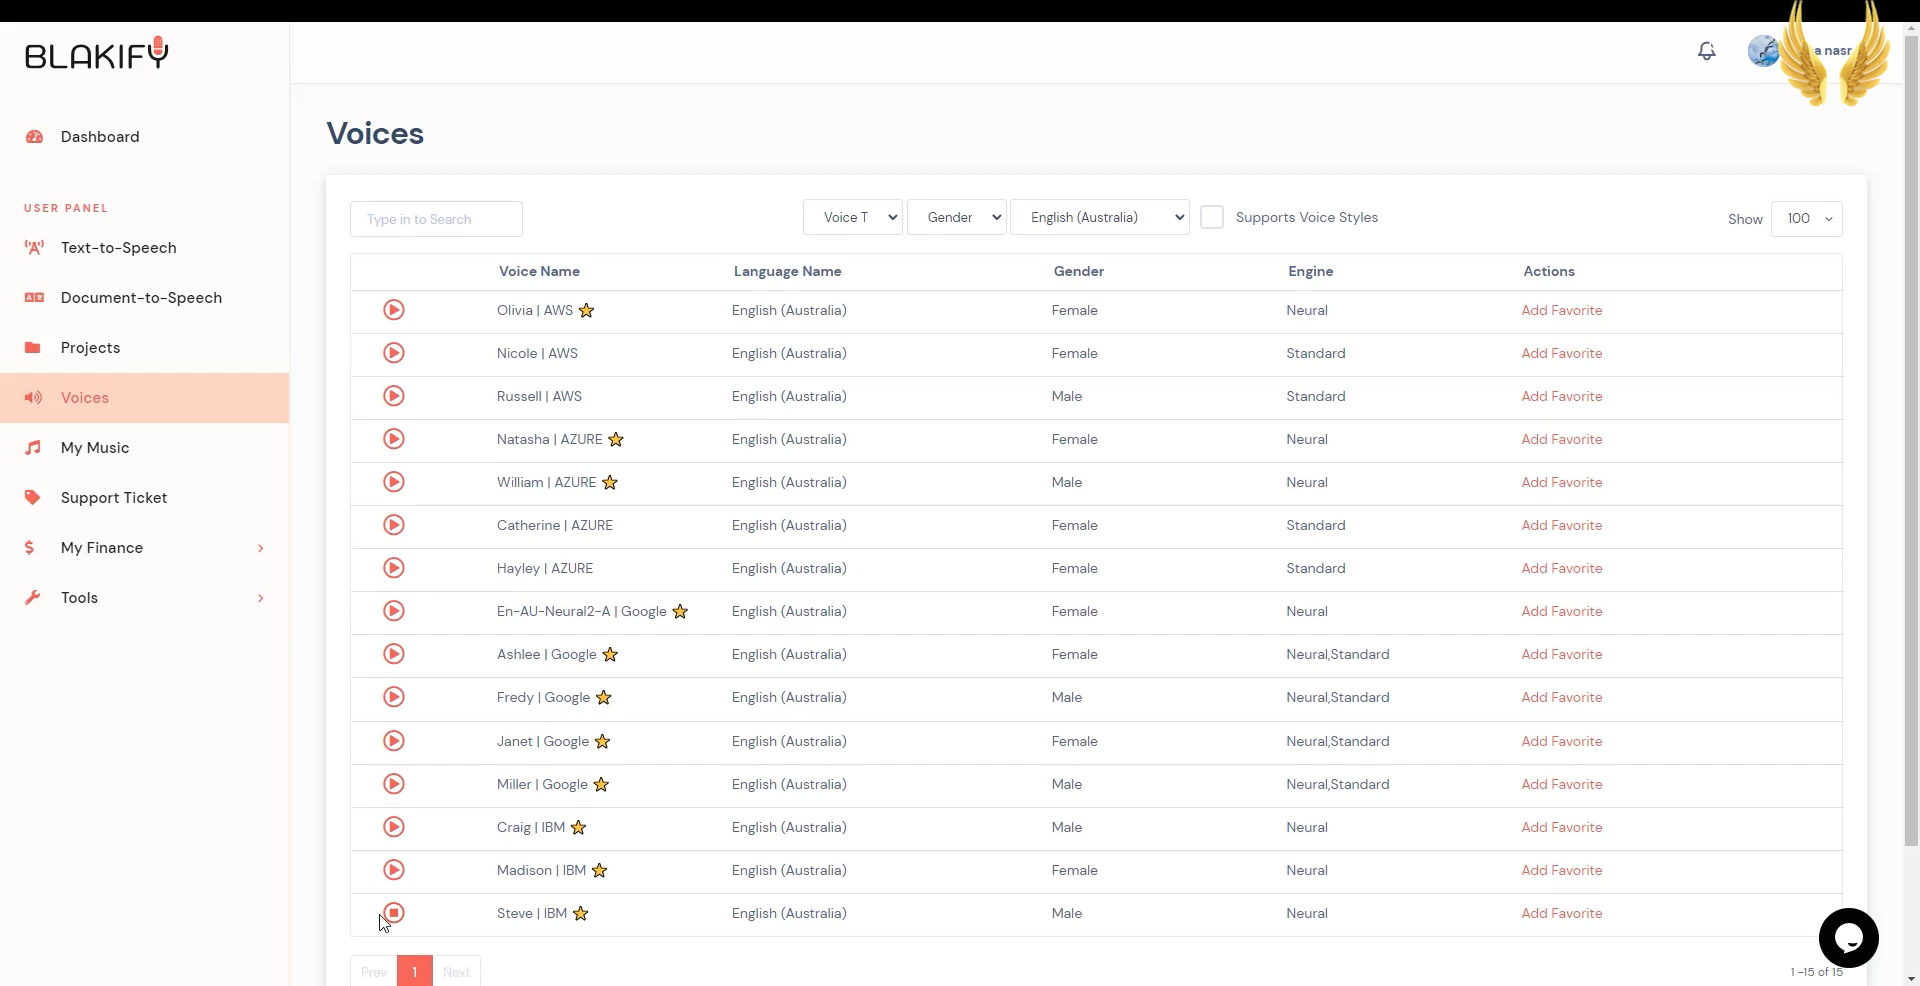 BLAKIFY
a nasr
Dashboard
USER PANEL
Text-to-Speech
Document-to-Speech
Projects
Voices
My Music
Support Ticket
My Finance
Tools
Voices
Type in to Search
Voice T
Gender
English (Australia)
Supports Voice Styles
Show 100
Voice Name Language Name Gender Engine Actions
Olivia | AWS English (Australia) Female Neural Add Favorite
Nicole | AWS English (Australia) Female Standard Add Favorite
Russell | AWS English (Australia) Male Standard Add Favorite
Natasha | AZURE English (Australia) Female Neural Add Favorite
William | AZURE English (Australia) Male Neural Add Favorite
Catherine | AZURE English (Australia) Female Standard Add Favorite
Hayley | AZURE English (Australia) Female Standard Add Favorite
En-AU-Neural2-A | Google English (Australia) Female Neural Add Favorite
Ashlee | Google English (Australia) Female Neural,Standard Add Favorite
Fredy | Google English (Australia) Male Neural,Standard Add Favorite
Janet | Google English (Australia) Female Neural,Standard Add Favorite
Miller | Google English (Australia) Male Neural,Standard Add Favorite
Craig | IBM English (Australia) Male Neural Add Favorite
Madison | IBM English (Australia) Female Neural Add Favorite
Steve | IBM English (Australia) Male Neural Add Favorite
Prev 1 Next
1 -15 of 15